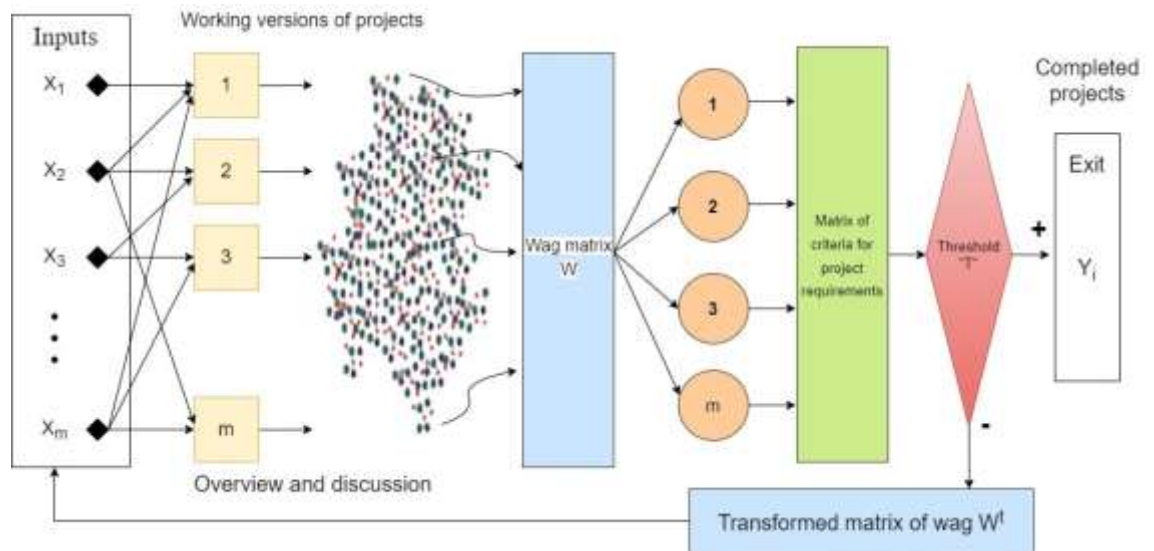 Working versions of projects
Inputs
X1
X2
X3
Xm
1
2
3
m
Overview and discussion
Wag matrix
W
1
2
3
m
Matrix of
criteria for
project
requirements
Threshold
"T"
+
-
Completed
projects
Exit
Yi
Transformed matrix of wag Wt